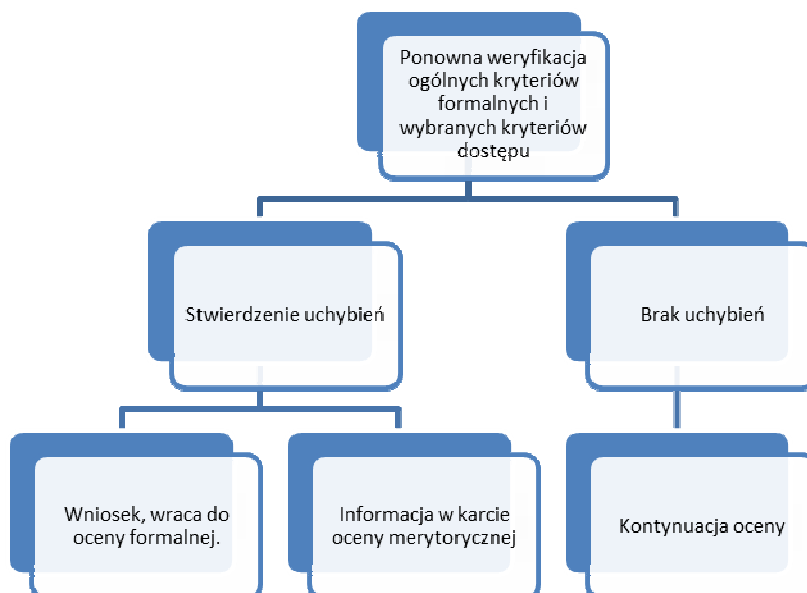 Ponowna weryfikacja
ogólnych kryteriów
formalnych i
wybranych kryteriów
dostępu
Stwierdzenie uchybień
Brak uchybień
Wniosek, wraca do
oceny formalnej.
Informacja w karcie
oceny merytorycznej
Kontynuacja oceny